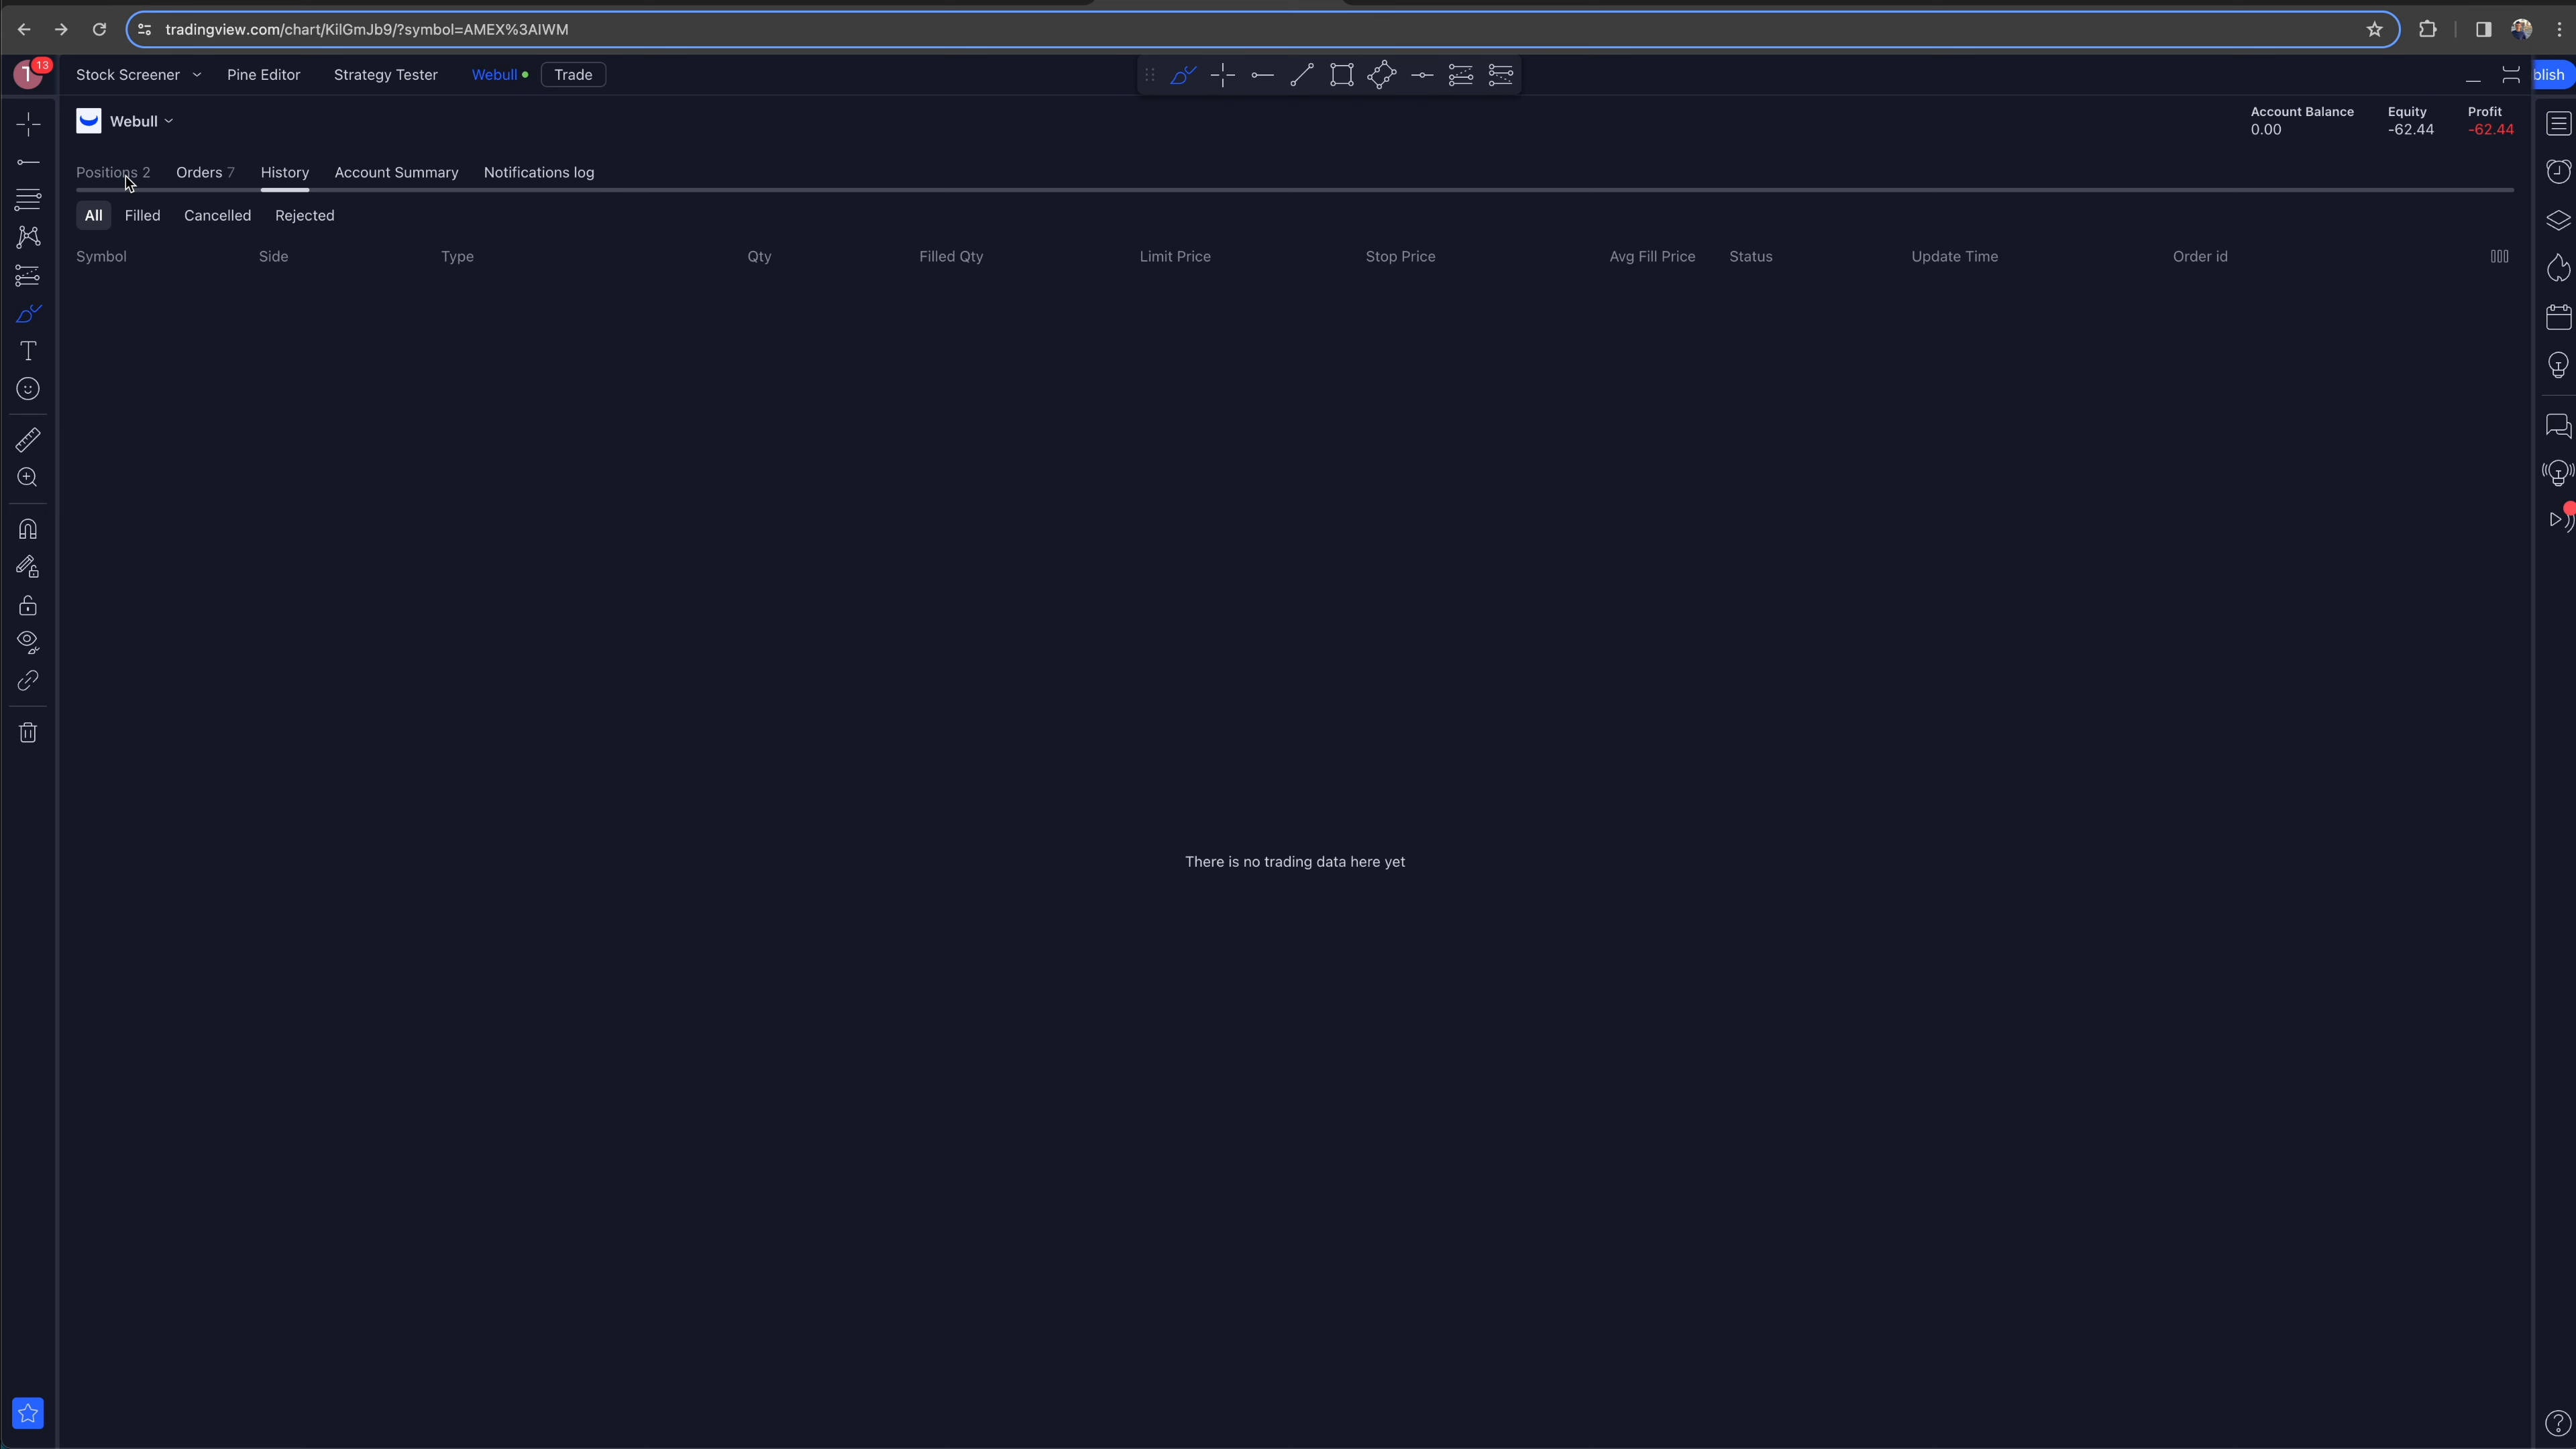 tradingview.com/chart/KilGmJb9/?symbol=AMEX%3AIWM
T 13 Stock Screener Pine Editor Strategy Tester Webull Trade blish
Webull
Account Balance Equity Profit
0.00 -62.44 -62.44
Positions 2 Orders 7 History Account Summary Notifications log
All Filled Cancelled Rejected
Symbol Side Type Qty Filled Qty Limit Price Stop Price Avg Fill Price Status Update Time Order id
There is no trading data here yet